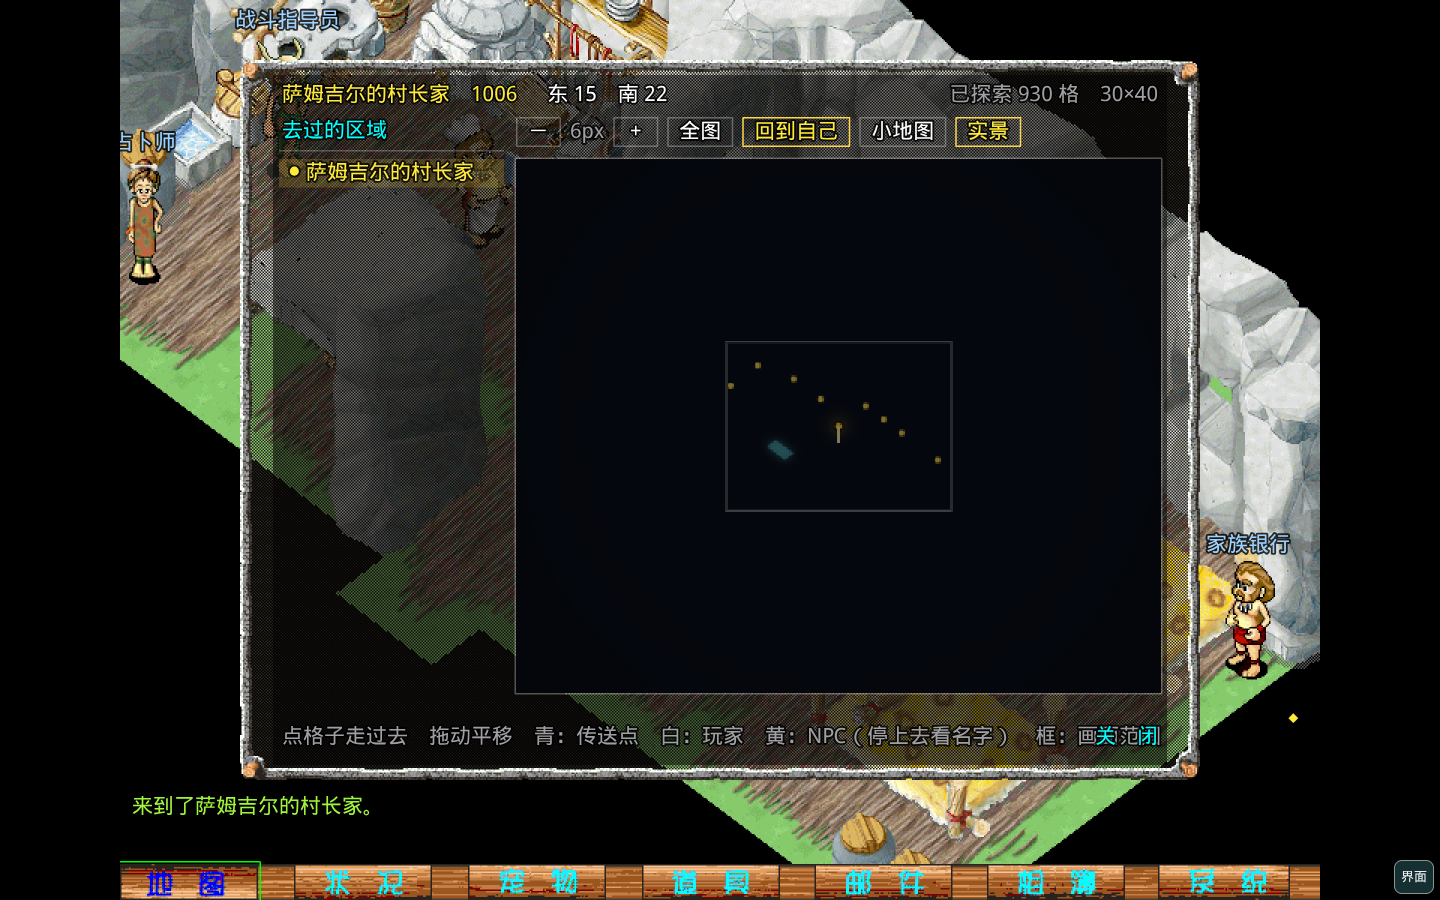 战斗指导员
萨姆吉尔的村长家 1006 东 15 南 22 已探索 930 格 30×40
去过的区域 － 6px + 全图 回到自己 小地图 实景
占卜师
萨姆吉尔的村长家
家族银行
点格子走过去 拖动平移 青：传送点 白：玩家 黄：NPC（停上去看名字） 框：画 范 关闭
来到了萨姆吉尔的村长家。
地图 状况 宠物 道具 邮件 相簿 系统
界面